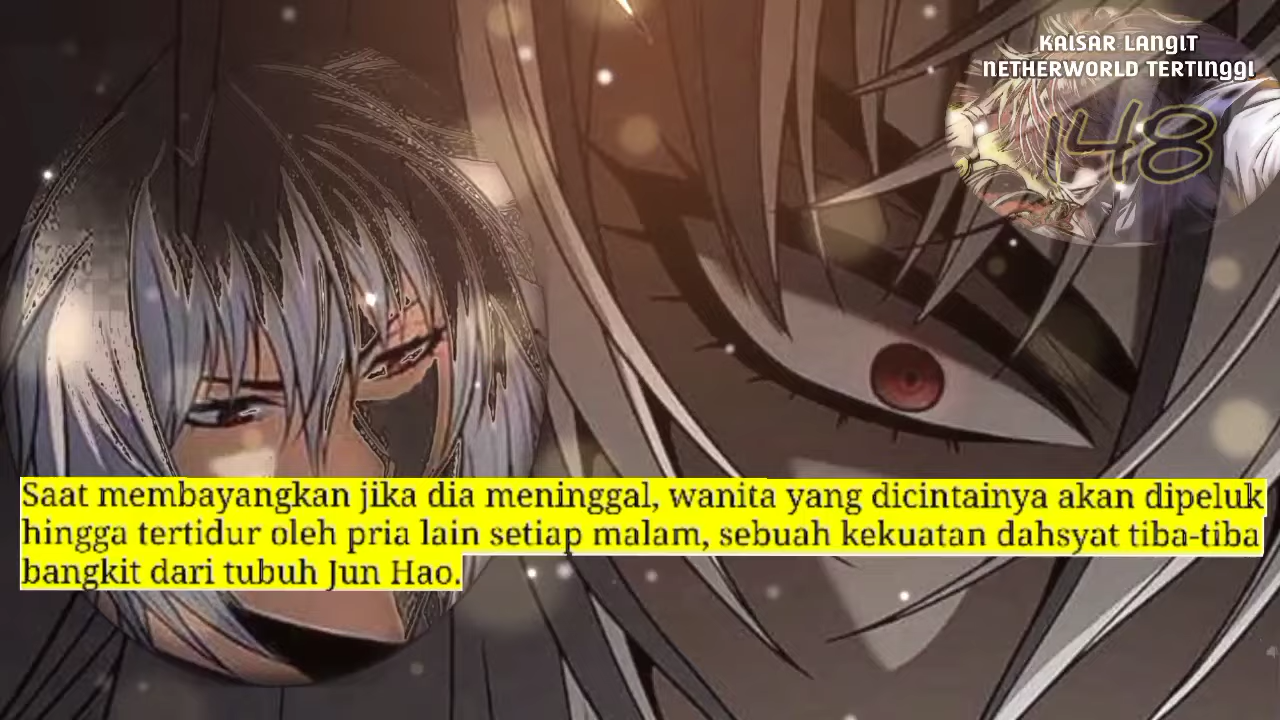 KAISAR LANGIT
NETHERWORLD TERTINGGI
148
Saat membayangkan jika dia meninggal, wanita yang dicintainya akan dipeluk
hingga tertidur oleh pria lain setiap malam, sebuah kekuatan dahsyat tiba-tiba
bangkit dari tubuh Jun Hao.